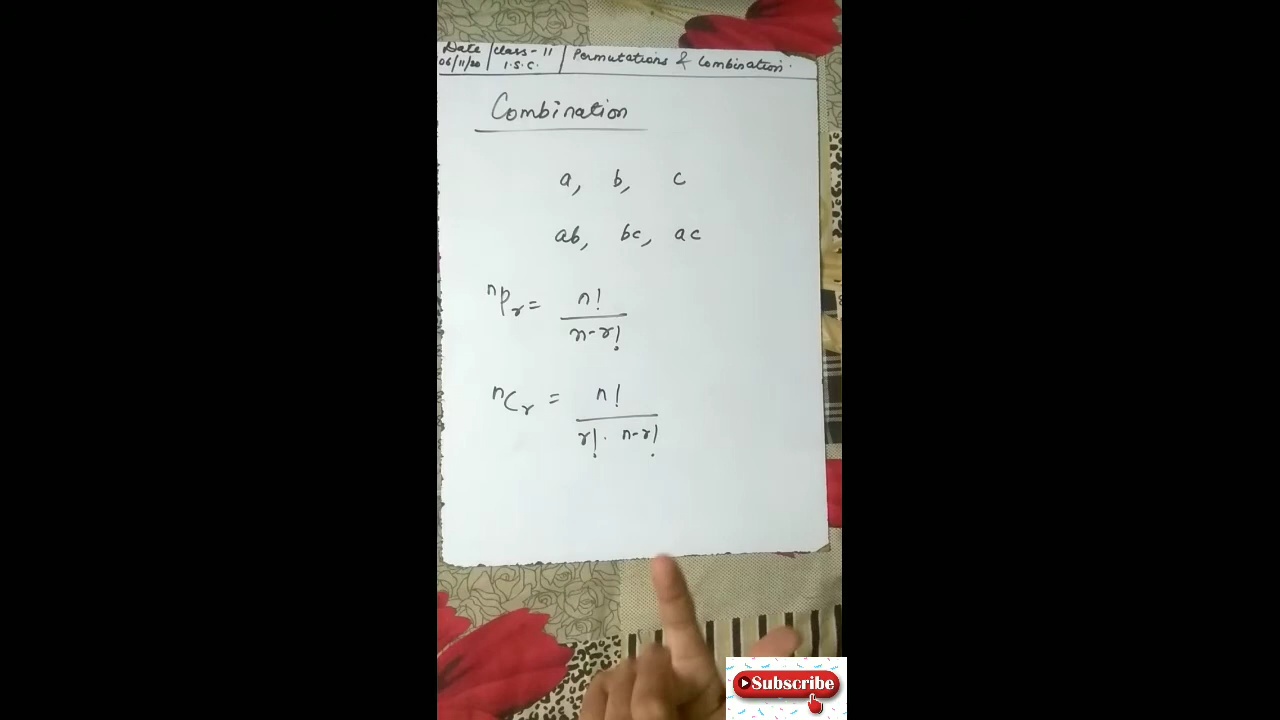 Date | Class - 11 | Permutations & Combination.
06/11/20 | I.S.C.
Combination
a, b, c
ab, bc, ac
nPr = n!
n-r!
nCr = n!
r! . n-r!
Subscribe